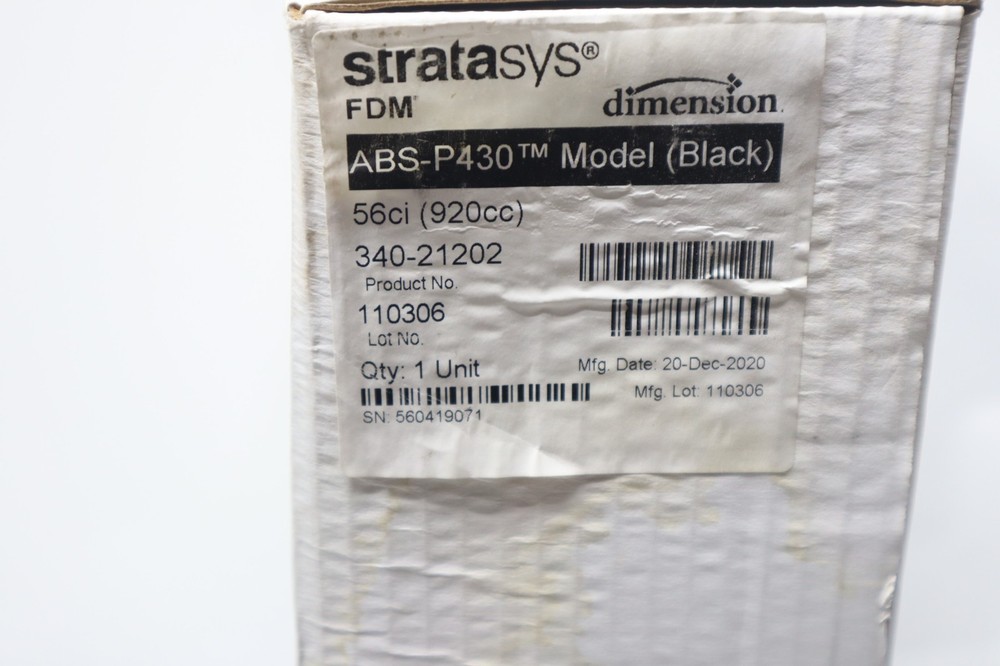 stratasys®
FDM
dimension
ABS-P430™ Model (Black)
56ci (920cc)
340-21202
Product No.
110306
Lot No.
Qty: 1 Unit
Mfg. Date: 20-Dec-2020
Mfg. Lot: 110306
SN: 560419071